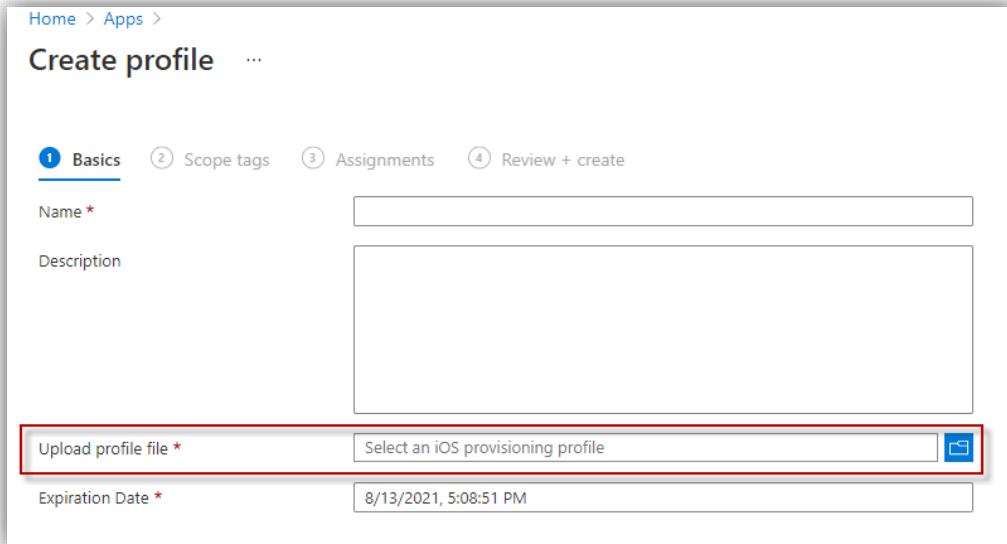 Home > Apps >
Create profile ...
1 Basics 2 Scope tags 3 Assignments 4 Review + create
Name *
Description
Upload profile file * Select an iOS provisioning profile
Expiration Date * 8/13/2021, 5:08:51 PM